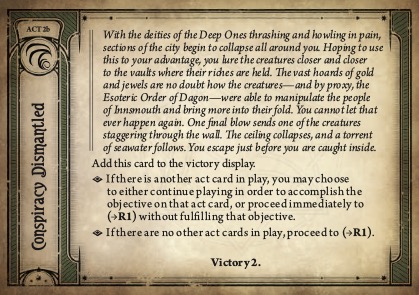 ACT 2b
Conspiracy Dismantled
With the deities of the Deep Ones thrashing and howling in pain,
sections of the city begin to collapse all around you. Hoping to use
this to your advantage, you lure the creatures closer and closer
to the vaults where their riches are held. The vast hoards of gold
and jewels are no doubt how the creatures—and by proxy, the
Esoteric Order of Dagon—were able to manipulate the people
of Innsmouth and bring more into their fold. You cannot let that
ever happen again. One final blow sends one of the creatures
staggering through the wall. The ceiling collapses, and a torrent
of seawater follows. You escape just before you are caught inside.
Add this card to the victory display.
If there is another act card in play, you may choose
to either continue playing in order to accomplish the
objective on that act card, or proceed immediately to
(→R1) without fulfilling that objective.
If there are no other act cards in play, proceed to (→R1).
Victory 2.